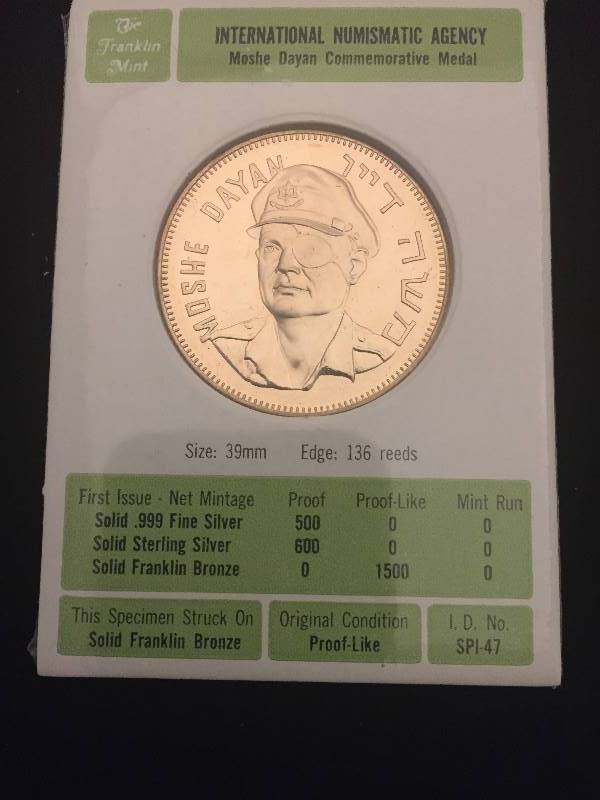 The
Franklin
Mint
INTERNATIONAL NUMISMATIC AGENCY
Moshe Dayan Commemorative Medal
MOSHE DAYAN
משה דיין
Size: 39mm Edge: 136 reeds
First Issue - Net Mintage Proof Proof-Like Mint Run
Solid .999 Fine Silver 500 0 0
Solid Sterling Silver 600 0 0
Solid Franklin Bronze 0 1500 0
This Specimen Struck On
Solid Franklin Bronze
Original Condition
Proof-Like
I. D. No.
SPI-47